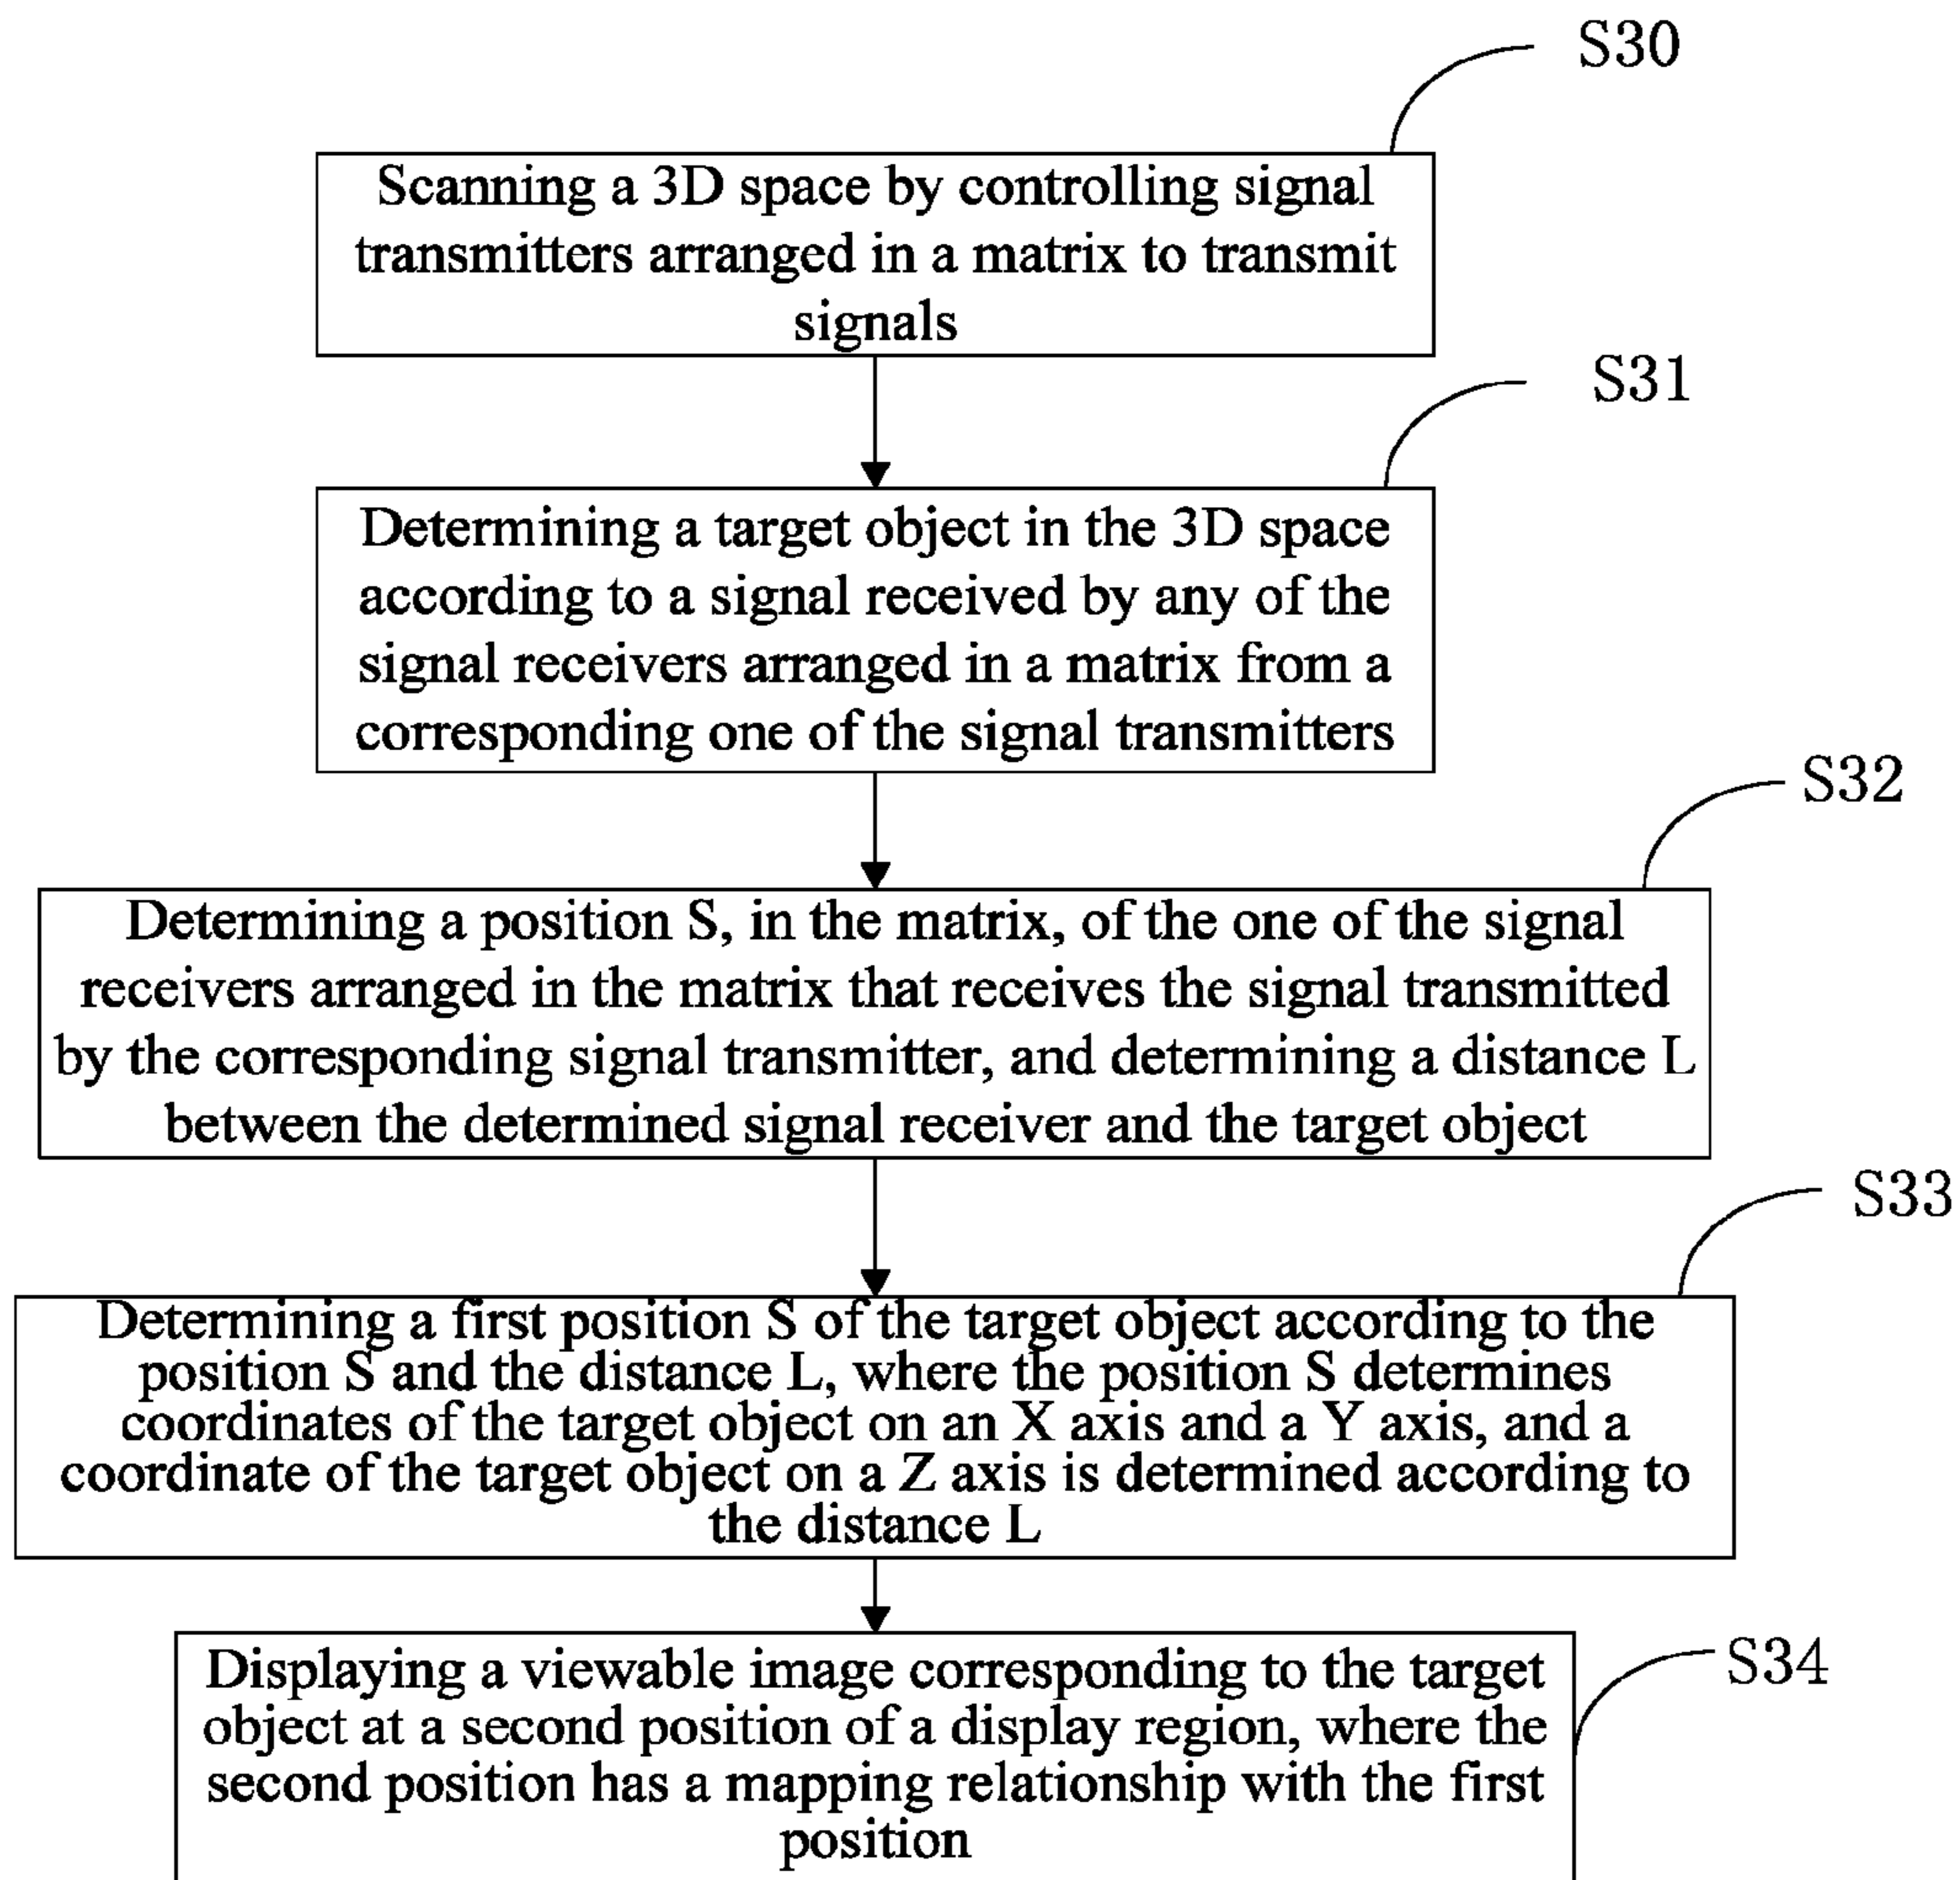 S30
Scanning a 3D space by controlling signal
transmitters arranged in a matrix to transmit
signals
S31
Determining a target object in the 3D space
according to a signal received by any of the
signal receivers arranged in a matrix from a
corresponding one of the signal transmitters
S32
Determining a position S, in the matrix, of the one of the signal
receivers arranged in the matrix that receives the signal transmitted
by the corresponding signal transmitter, and determining a distance L
between the determined signal receiver and the target object
S33
Determining a first position S of the target object according to the
position S and the distance L, where the position S determines
coordinates of the target object on an X axis and a Y axis, and a
coordinate of the target object on a Z axis is determined according to
the distance L
S34
Displaying a viewable image corresponding to the target
object at a second position of a display region, where the
second position has a mapping relationship with the first
position